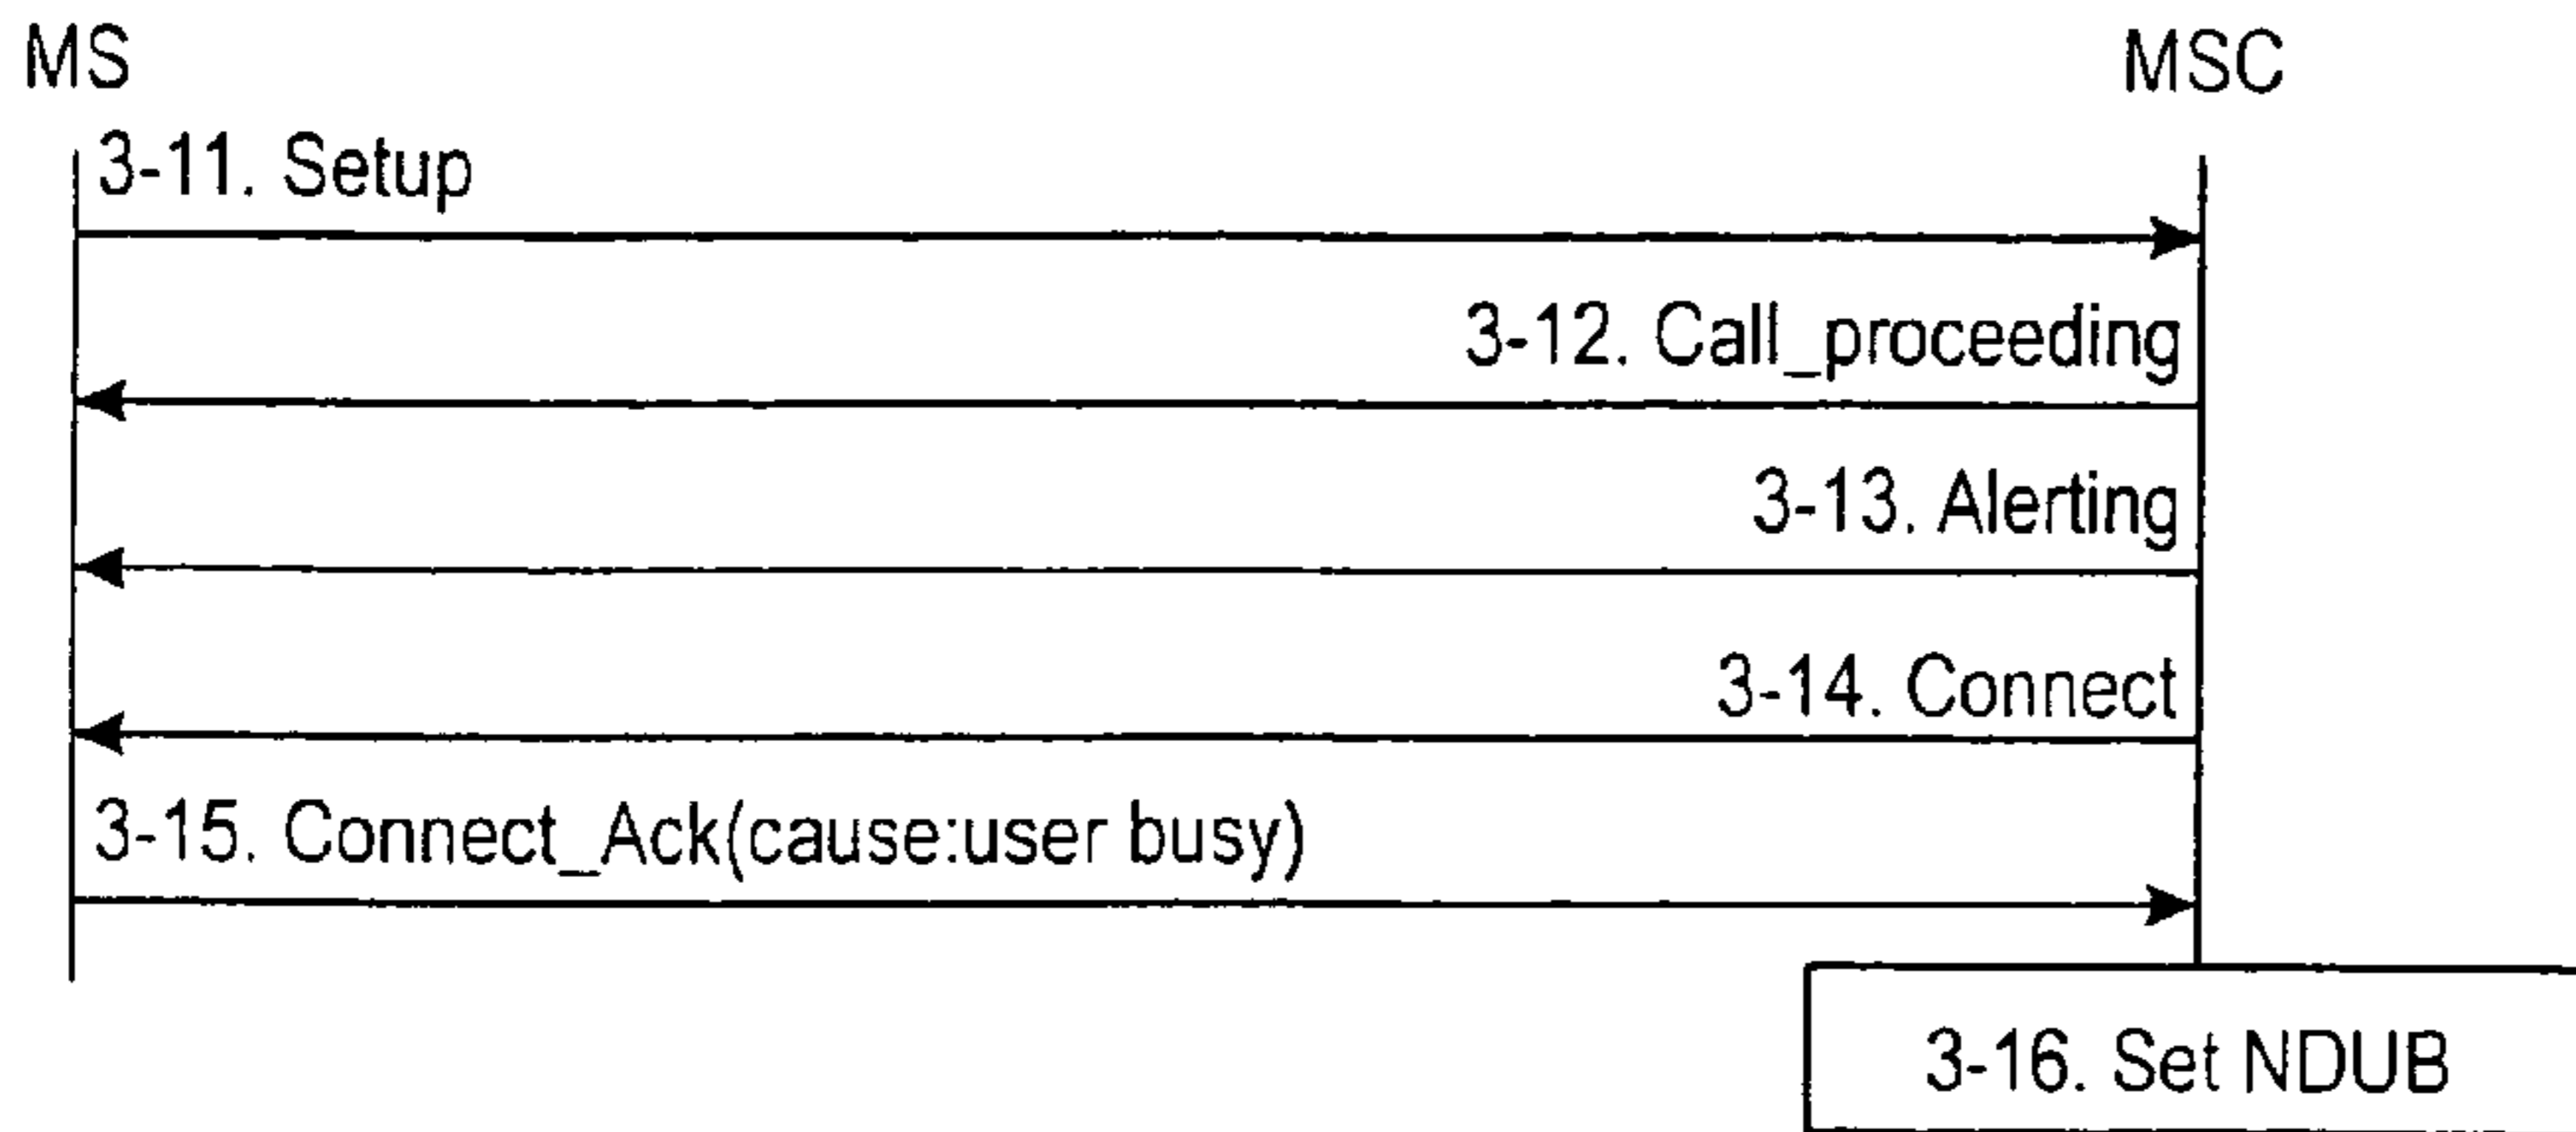 MS
MSC
3-11. Setup
3-12. Call_proceeding
3-13. Alerting
3-14. Connect
3-15. Connect_Ack(cause:user busy)
3-16. Set NDUB